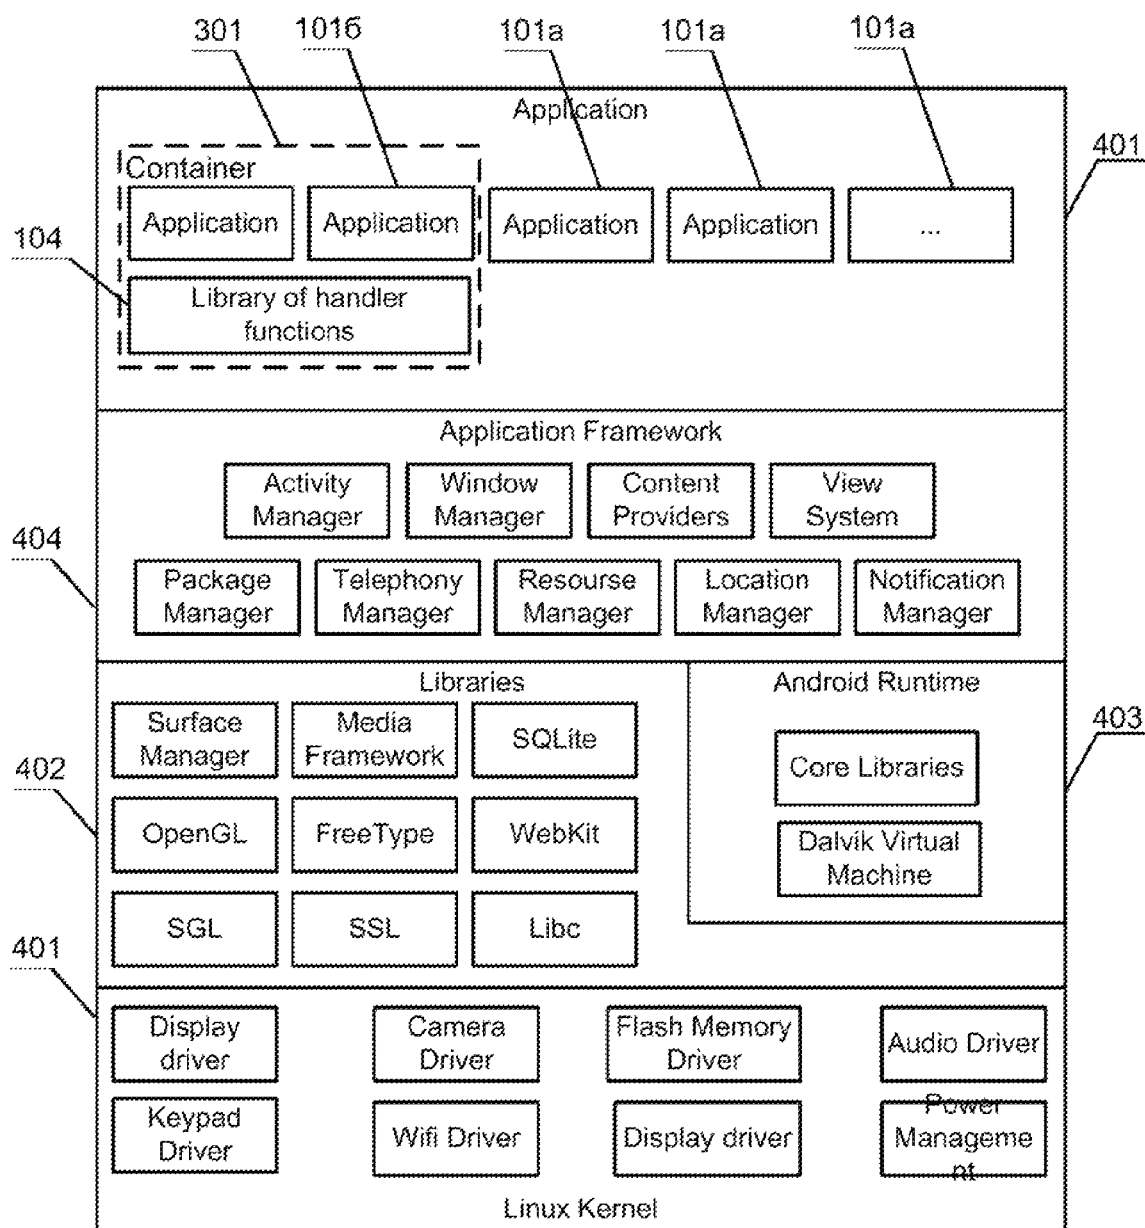 301
101б
101a
101a
101a
Application
401
Container
Application
Application
Application
Application
...
104
Library of handler
functions
Application Framework
Activity
Manager
Window
Manager
Content
Providers
View
System
404
Package
Manager
Telephony
Manager
Resourse
Manager
Location
Manager
Notification
Manager
Libraries
Android Runtime
403
Surface
Manager
Media
Framework
SQLite
Core Libraries
402
OpenGL
FreeType
WebKit
Dalvik Virtual
Machine
SGL
SSL
Libc
401
Display
driver
Camera
Driver
Flash Memory
Driver
Audio Driver
Keypad
Driver
Wifi Driver
Display driver
Power
Manageme
nt
Linux Kernel